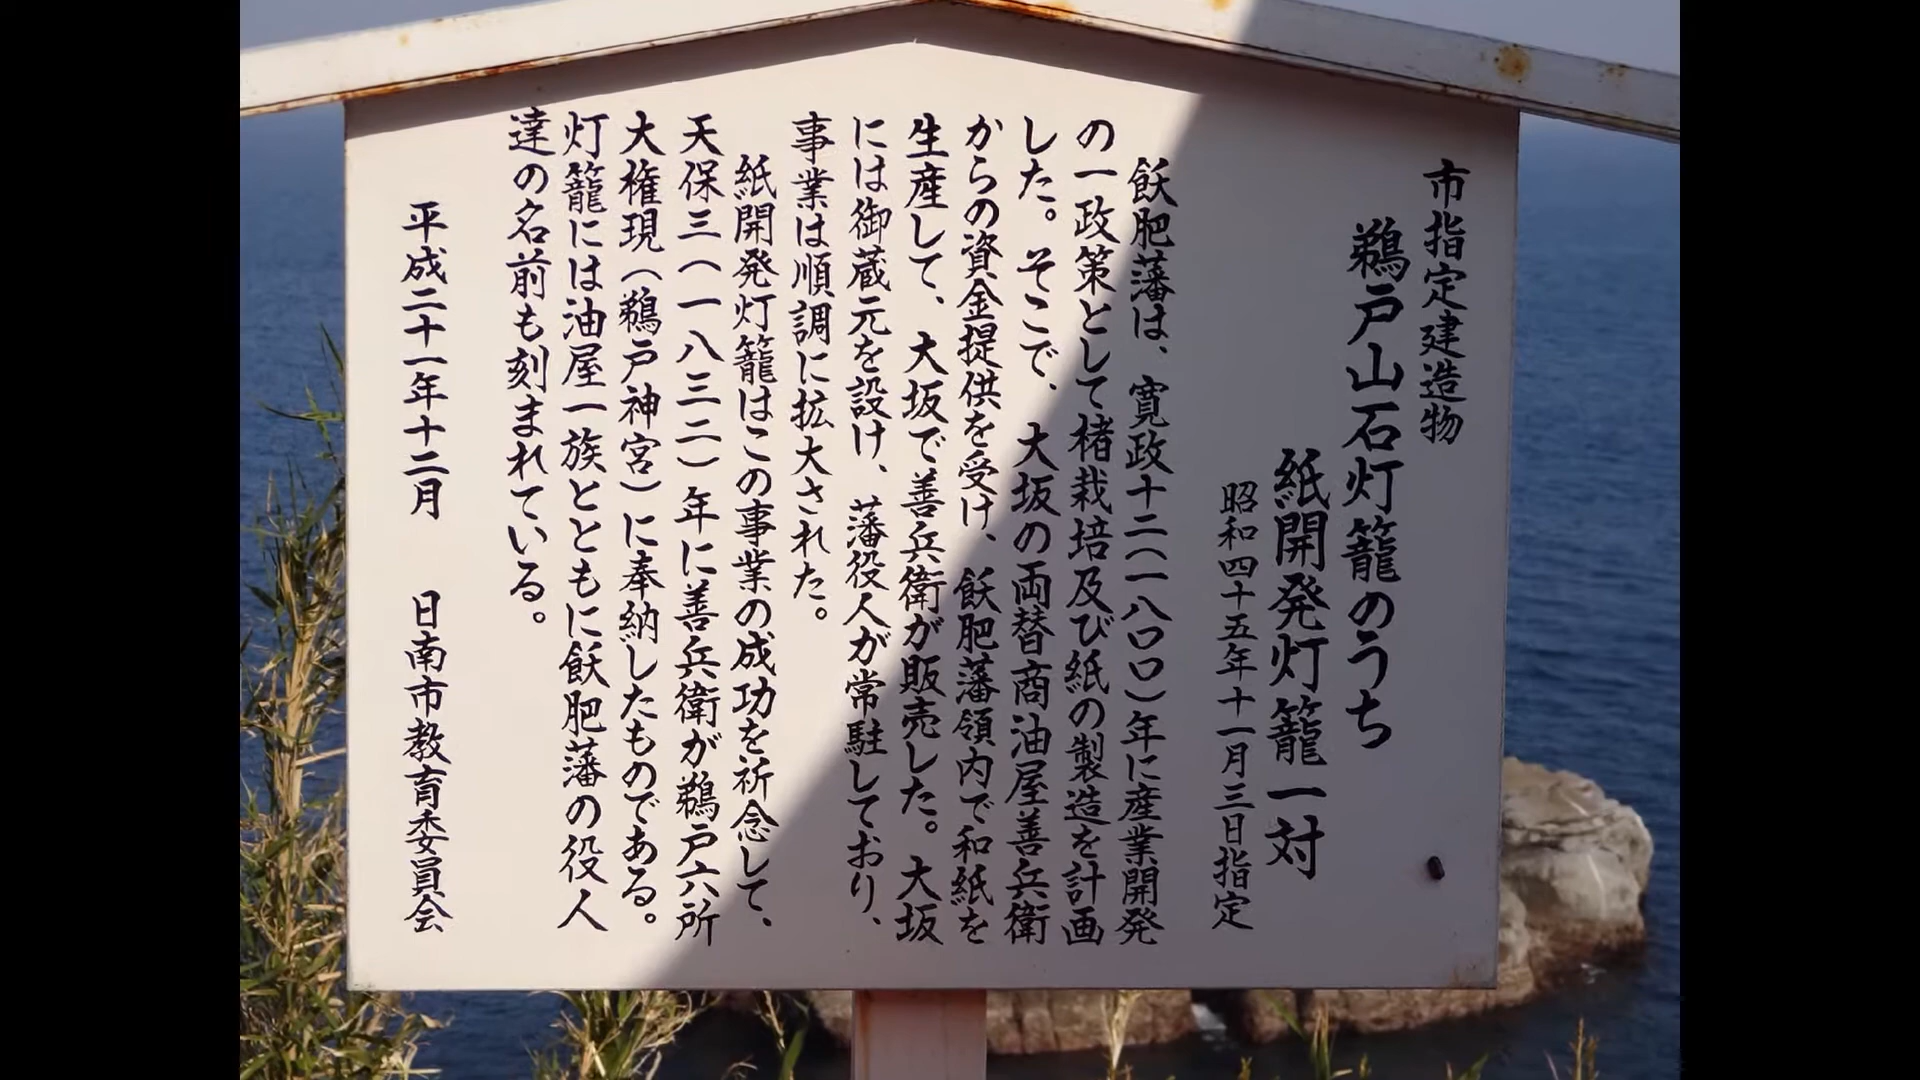 市指定建造物
鵜戸山石灯籠のうち
紙開発灯籠一対
昭和四十五年十一月三日指定
飫肥藩は、寛政十二(一八〇〇)年に産業開発
の一政策として楮栽培及び紙の製造を計画
した。そこで、大坂の両替商油屋善兵衛
からの資金提供を受け、飫肥藩領内で和紙を
生産して、大坂で善兵衛が販売した。大坂
には御蔵元を設け、藩役人が常駐しており、
事業は順調に拡大された。
紙開発灯籠はこの事業の成功を祈念して、
天保三(一八三二)年に善兵衛が鵜戸六所
大権現(鵜戸神宮)に奉納したものである。
灯籠には油屋一族とともに飫肥藩の役人
達の名前も刻まれている。
平成二十一年十二月 日南市教育委員会